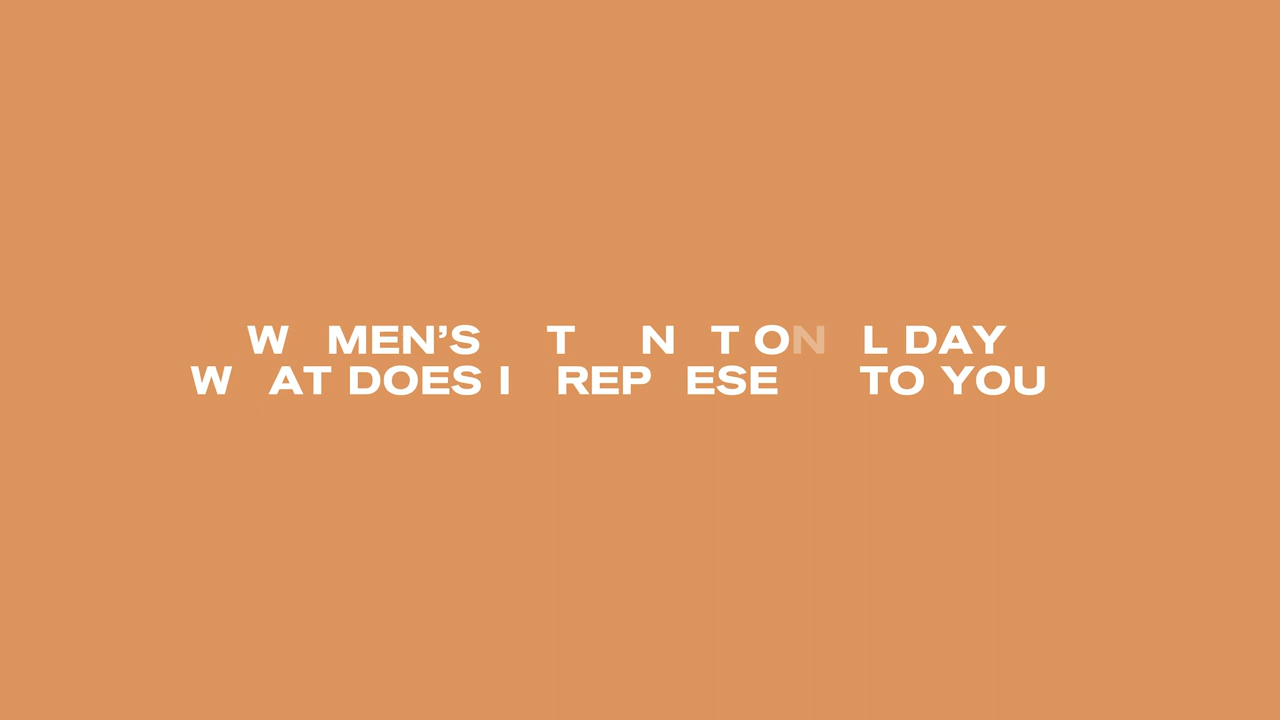 W MEN’S T N T ON L DAY
W AT DOES I REP ESE TO YOU